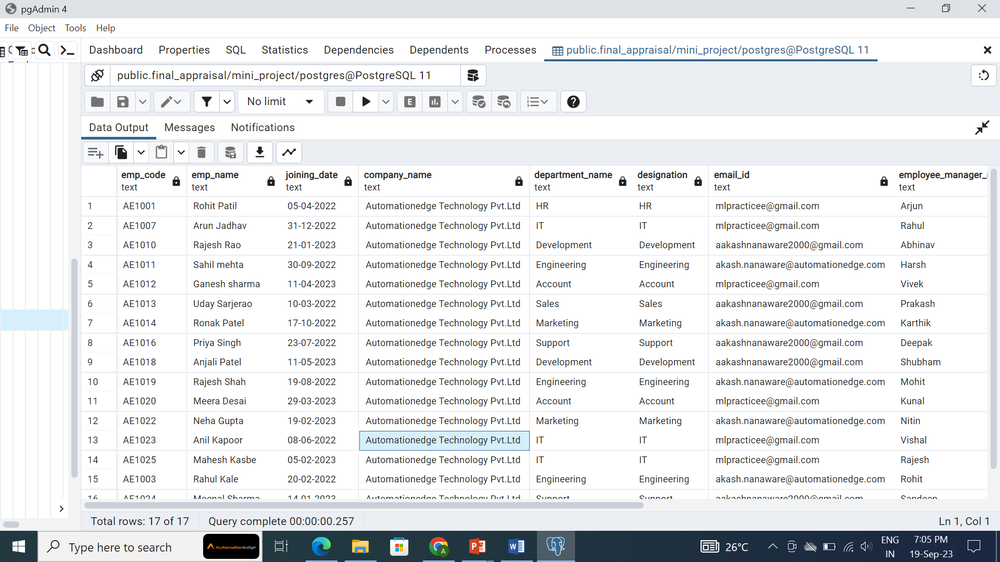 pgAdmin 4
File Object Tools Help
Dashboard Properties SQL Statistics Dependencies Dependents Processes public.final_appraisal/mini_project/postgres@PostgreSQL 11
public.final_appraisal/mini_project/postgres@PostgreSQL 11
No limit
E
Data Output Messages Notifications
emp_code emp_name joining_date company_name department_name designation email_id employee_manager_
text text text text text text text text
1 AE1001 Rohit Patil 05-04-2022 Automationedge Technology Pvt.Ltd HR HR mlpracticee@gmail.com Arjun
2 AE1007 Arun Jadhav 31-12-2022 Automationedge Technology Pvt.Ltd IT IT mlpracticee@gmail.com Rahul
3 AE1010 Rajesh Rao 21-01-2023 Automationedge Technology Pvt.Ltd Development Development aakashnanaware2000@gmail.com Abhinav
4 AE1011 Sahil mehta 30-09-2022 Automationedge Technology Pvt.Ltd Engineering Engineering akash.nanaware@automationedge.com Harsh
5 AE1012 Ganesh sharma 11-04-2023 Automationedge Technology Pvt.Ltd Account Account mlpracticee@gmail.com Vivek
6 AE1013 Uday Sarjerao 10-03-2022 Automationedge Technology Pvt.Ltd Sales Sales aakashnanaware2000@gmail.com Prakash
7 AE1014 Ronak Patel 17-10-2022 Automationedge Technology Pvt.Ltd Marketing Marketing akash.nanaware@automationedge.com Karthik
8 AE1016 Priya Singh 23-07-2022 Automationedge Technology Pvt.Ltd Support Support aakashnanaware2000@gmail.com Deepak
9 AE1018 Anjali Patel 11-05-2023 Automationedge Technology Pvt.Ltd Development Development aakashnanaware2000@gmail.com Shubham
10 AE1019 Rajesh Shah 19-08-2022 Automationedge Technology Pvt.Ltd Engineering Engineering akash.nanaware@automationedge.com Mohit
11 AE1020 Meera Desai 29-03-2023 Automationedge Technology Pvt.Ltd Account Account mlpracticee@gmail.com Kunal
12 AE1022 Neha Gupta 19-02-2023 Automationedge Technology Pvt.Ltd Marketing Marketing akash.nanaware@automationedge.com Nitin
13 AE1023 Anil Kapoor 08-06-2022 Automationedge Technology Pvt.Ltd IT IT mlpracticee@gmail.com Vishal
14 AE1025 Mahesh Kasbe 05-02-2023 Automationedge Technology Pvt.Ltd IT IT mlpracticee@gmail.com Rajesh
15 AE1003 Rahul Kale 20-02-2022 Automationedge Technology Pvt.Ltd Engineering Engineering akash.nanaware@automationedge.com Rohit
16 AE1024 Meenal Sharma 14-01-2023 Automationedge Technology Pvt.Ltd Support Support aakashnanaware2000@gmail.com Sandeep
Total rows: 17 of 17 Query complete 00:00:00.257 Ln 1, Col 1
Type here to search AutomationEdge 26°C ENG 7:05 PM
IN 19-Sep-23